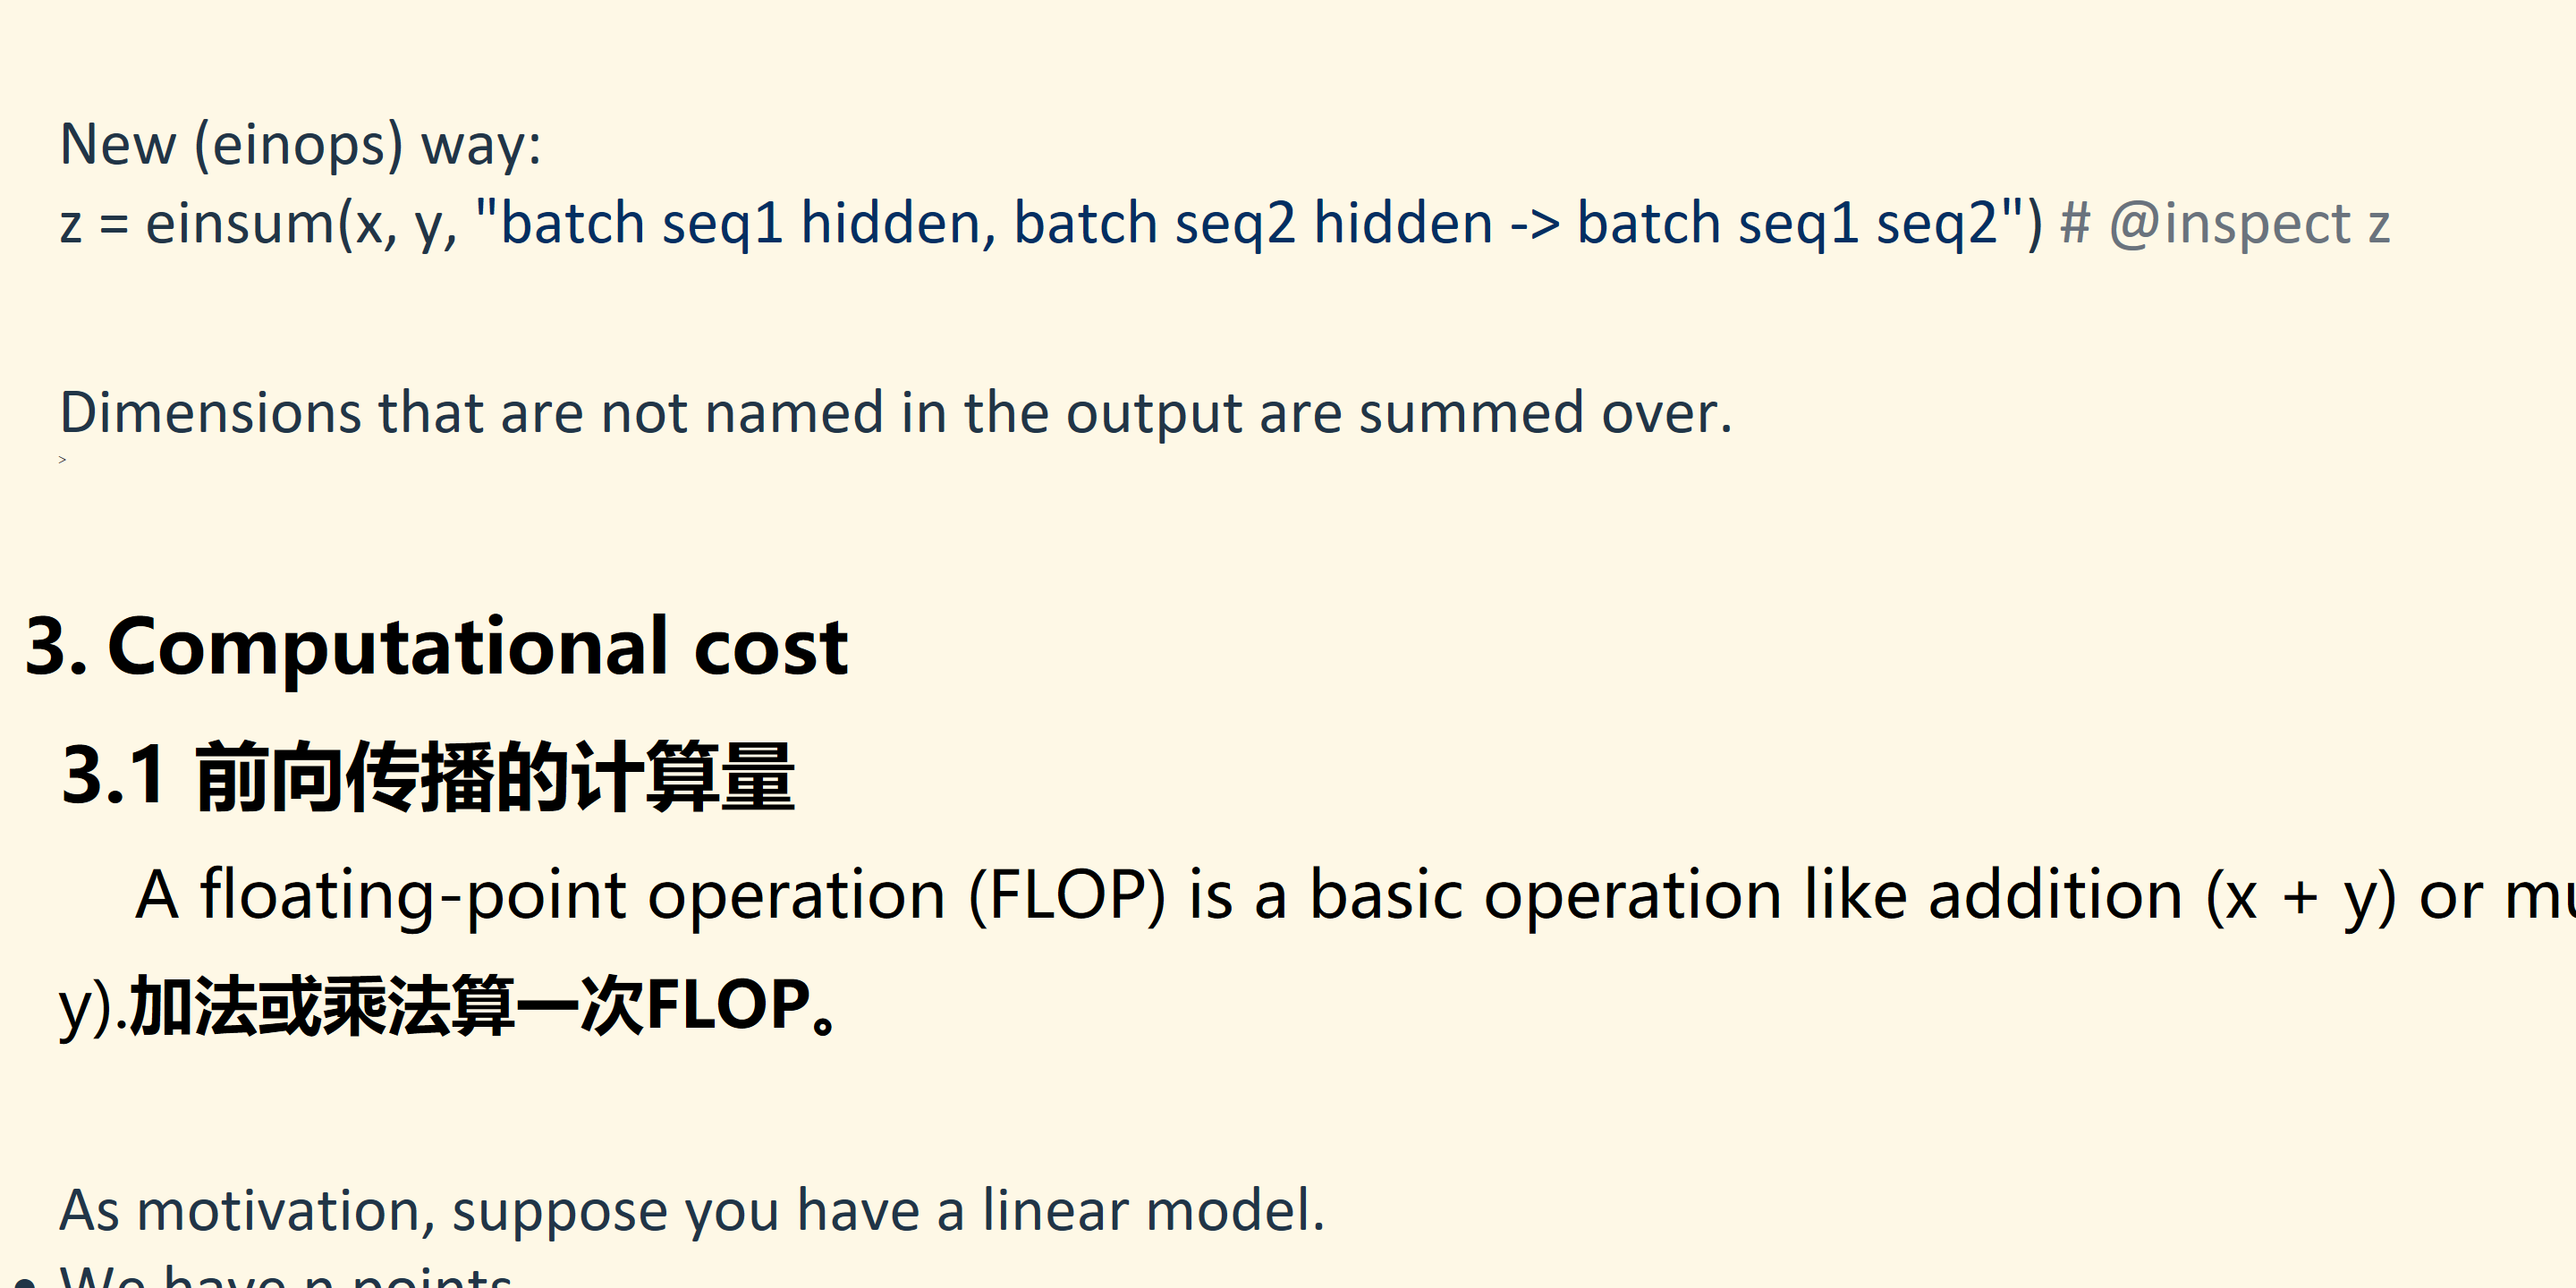 New (einops) way:
z = einsum(x, y, "batch seq1 hidden, batch seq2 hidden -> batch seq1 seq2") # @inspect z
Dimensions that are not named in the output are summed over.
>
3. Computational cost
3.1 前向传播的计算量
A floating-point operation (FLOP) is a basic operation like addition (x + y) or
y).加法或乘法算一次FLOP。
As motivation, suppose you have a linear model.
• We have n points